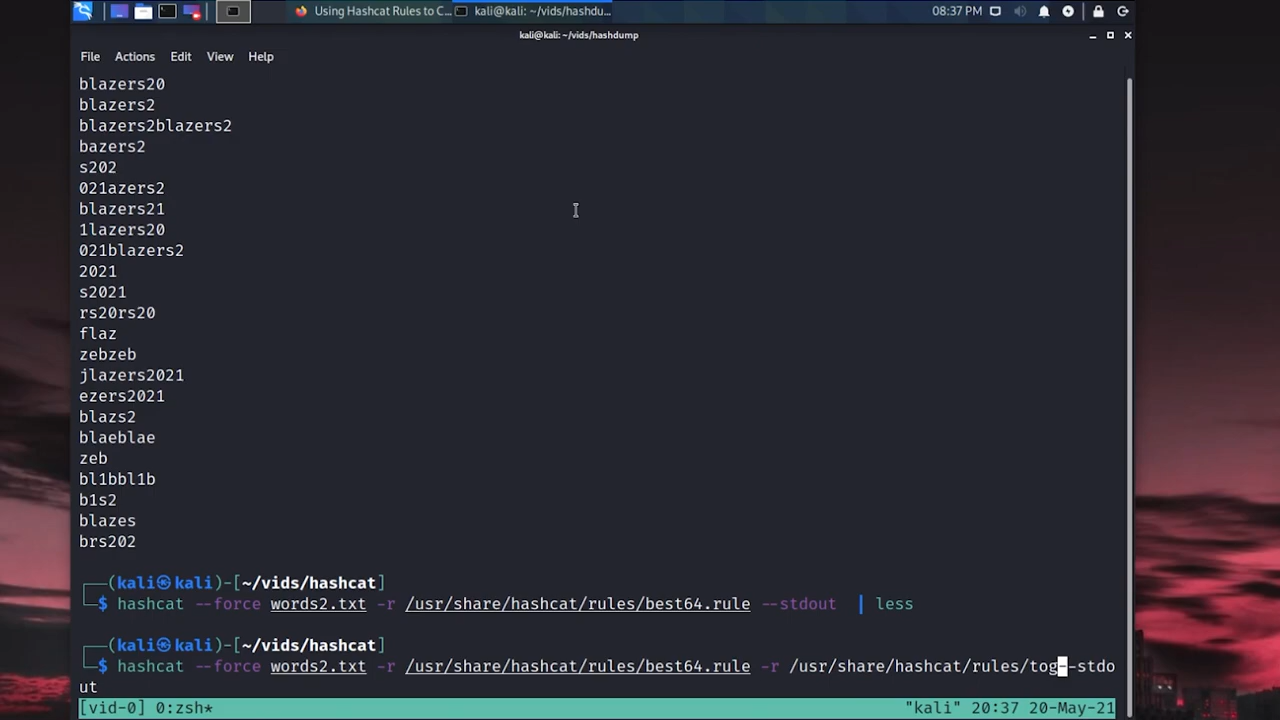 Using Hashcat Rules to C...
kali@kali: ~/vids/hashdu...
08:37 PM
kali@kali: ~/vids/hashdump
File Actions Edit View Help
blazers20
blazers2
blazers2blazers2
bazers2
s202
021azers2
blazers21
1lazers20
021blazers2
2021
s2021
rs20rs20
flaz
zebzeb
jlazers2021
ezers2021
blazs2
blaeblae
zeb
bl1bbl1b
b1s2
blazes
brs202
┌──(kali㉿kali)-[~/vids/hashcat]
└─$ hashcat --force words2.txt -r /usr/share/hashcat/rules/best64.rule --stdout | less
┌──(kali㉿kali)-[~/vids/hashcat]
└─$ hashcat --force words2.txt -r /usr/share/hashcat/rules/best64.rule -r /usr/share/hashcat/rules/tog--stdo
ut
[vid-0] 0:zsh* "kali" 20:37 20-May-21